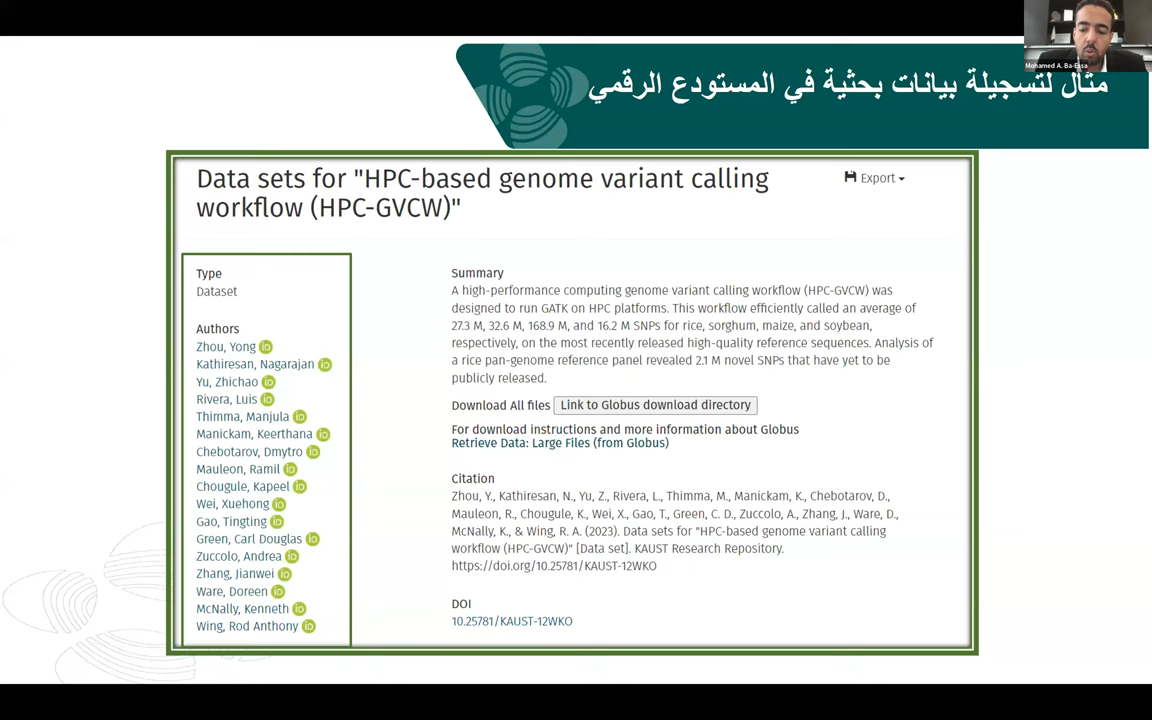 Mohamed A. Ba-Essa
مثال لتسجيلة بيانات بحثية في المستودع الرقمي
Data sets for "HPC-based genome variant calling
workflow (HPC-GVCW)"
Export
Type
Dataset
Authors
Zhou, Yong
Kathiresan, Nagarajan
Yu, Zhichao
Rivera, Luis
Thimma, Manjula
Manickam, Keerthana
Chebotarov, Dmytro
Mauleon, Ramil
Chougule, Kapeel
Wei, Xuehong
Gao, Tingting
Green, Carl Douglas
Zuccolo, Andrea
Zhang, Jianwei
Ware, Doreen
McNally, Kenneth
Wing, Rod Anthony
Summary
A high-performance computing genome variant calling workflow (HPC-GVCW) was
designed to run GATK on HPC platforms. This workflow efficiently called an average of
27.3 M, 32.6 M, 168.9 M, and 16.2 M SNPs for rice, sorghum, maize, and soybean,
respectively, on the most recently released high-quality reference sequences. Analysis of
a rice pan-genome reference panel revealed 2.1 M novel SNPs that have yet to be
publicly released.
Download All files Link to Globus download directory
For download instructions and more information about Globus
Retrieve Data: Large Files (from Globus)
Citation
Zhou, Y., Kathiresan, N., Yu, Z., Rivera, L., Thimma, M., Manickam, K., Chebotarov, D.,
Mauleon, R., Chougule, K., Wei, X., Gao, T., Green, C. D., Zuccolo, A., Zhang, J., Ware, D.,
McNally, K., & Wing, R. A. (2023). Data sets for "HPC-based genome variant calling
workflow (HPC-GVCW)" [Data set]. KAUST Research Repository.
https://doi.org/10.25781/KAUST-12WKO
DOI
10.25781/KAUST-12WKO